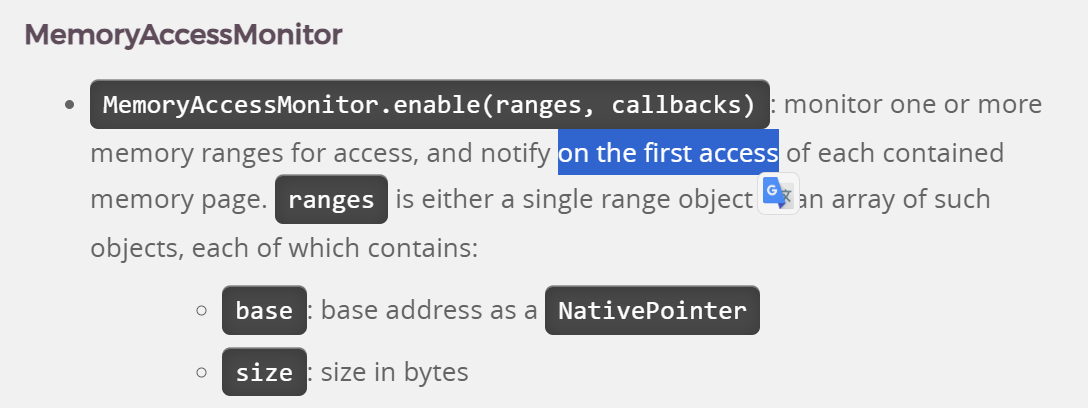 MemoryAccessMonitor
• MemoryAccessMonitor.enable(ranges, callbacks) : monitor one or more
memory ranges for access, and notify on the first access of each contained
memory page. ranges is either a single range object an array of such
objects, each of which contains:
○ base : base address as a NativePointer
○ size : size in bytes